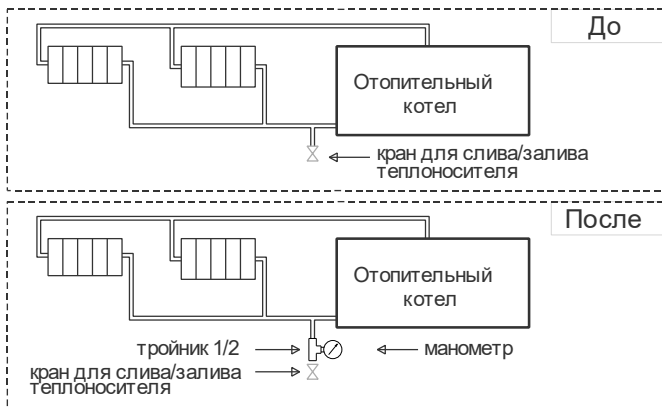 До
Отопительный
котел
кран для слива/залива
теплоносителя
После
Отопительный
котел
тройник 1/2
манометр
кран для слива/залива
теплоносителя